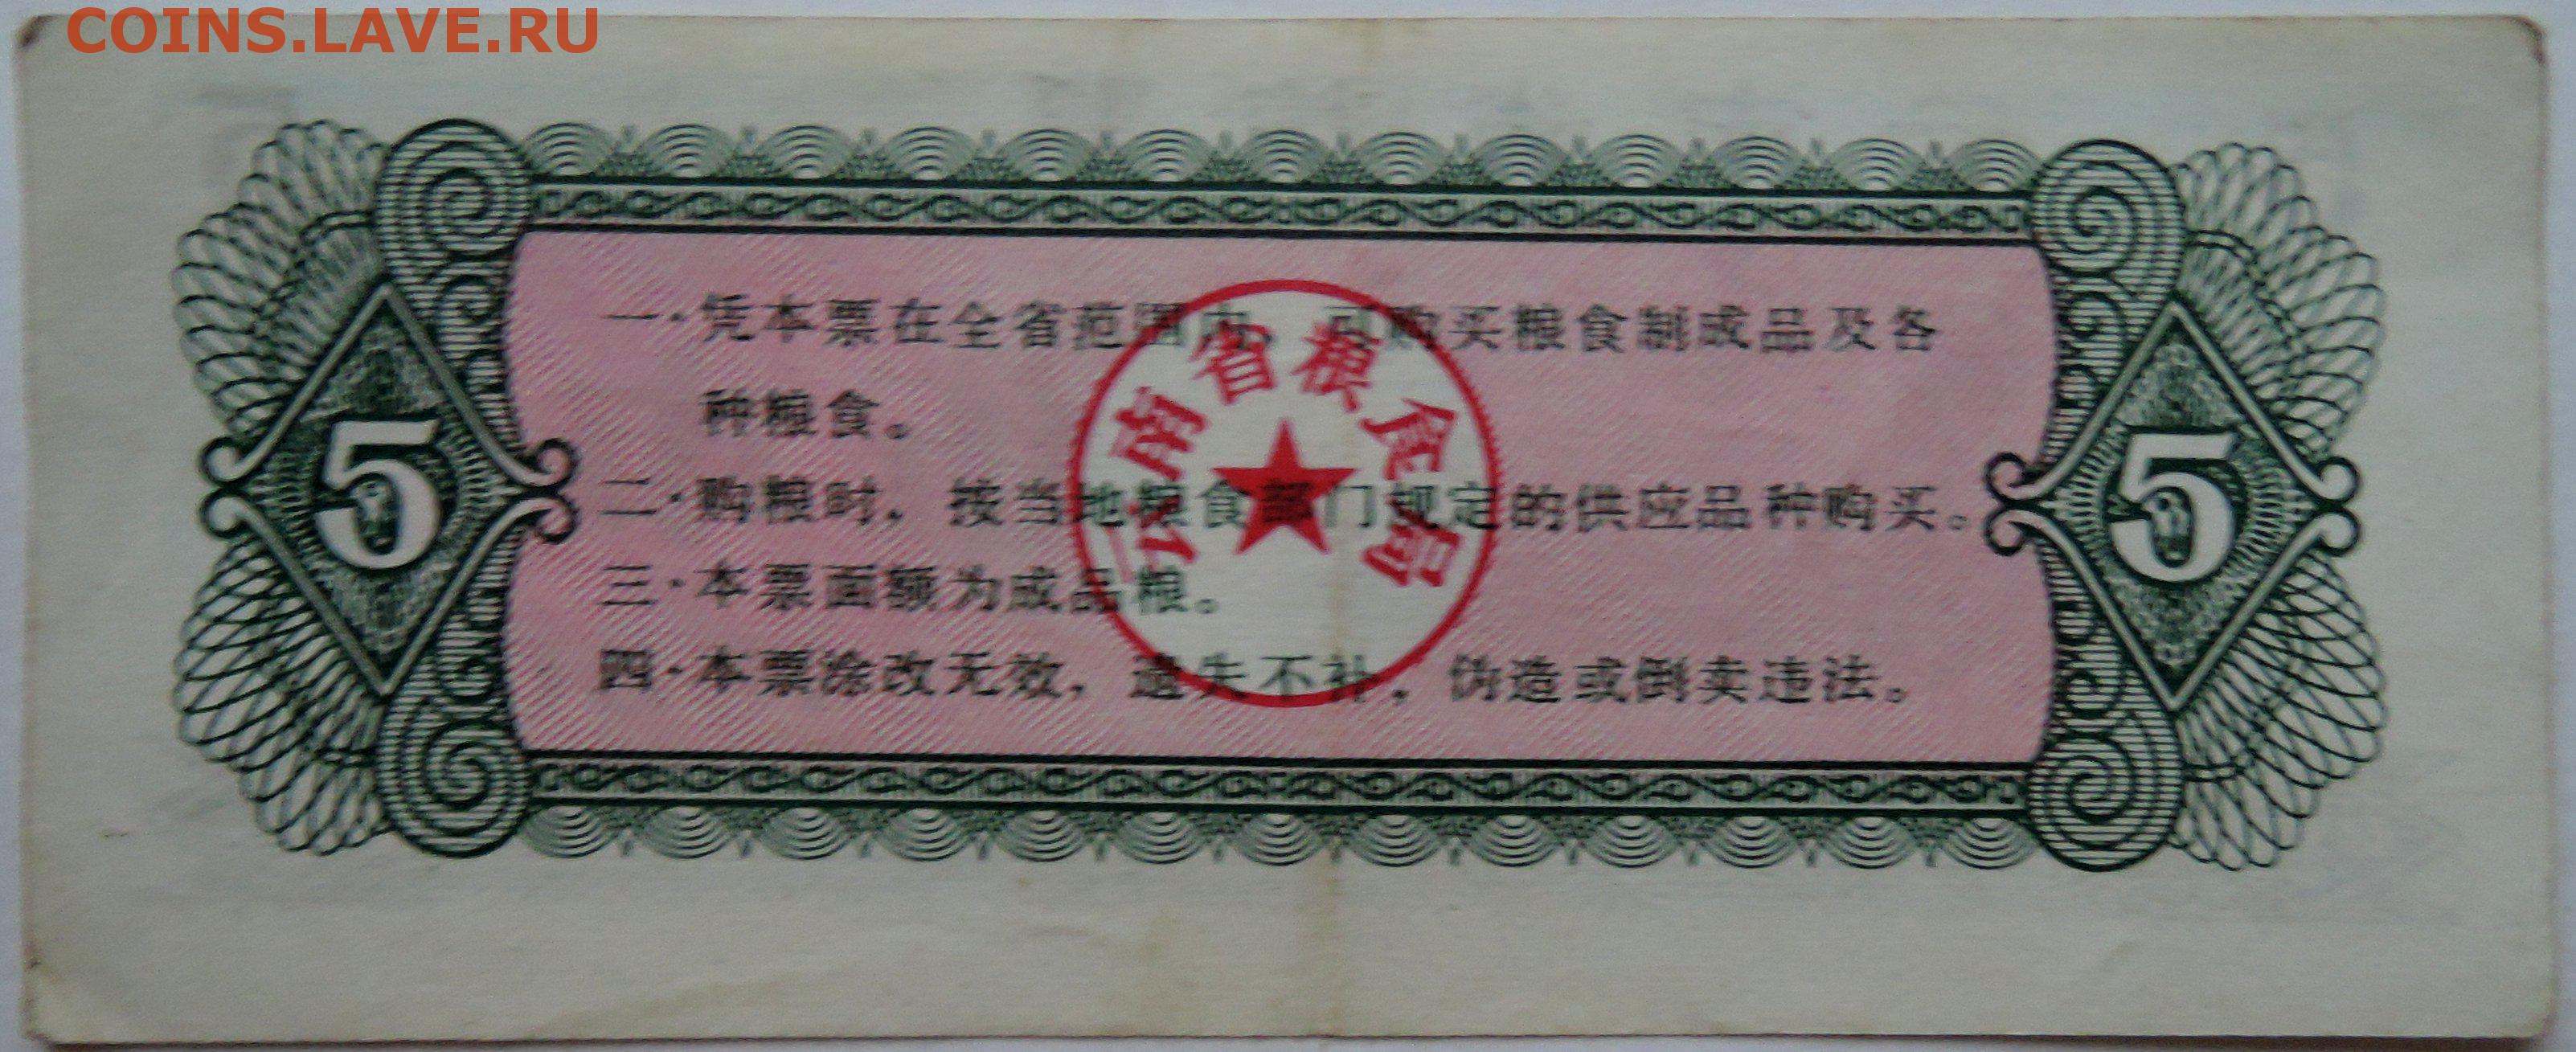 COINS.LAVE.RU
一·凭本票在全省范围内，可购买粮食制成品及各
种粮食。
二·购粮时，按当地粮食部门规定的供应品种购买。
三·本票面额为成品粮。
四·本票涂改无效，遗失不补，伪造或倒卖违法。
云南省粮食局
5
5